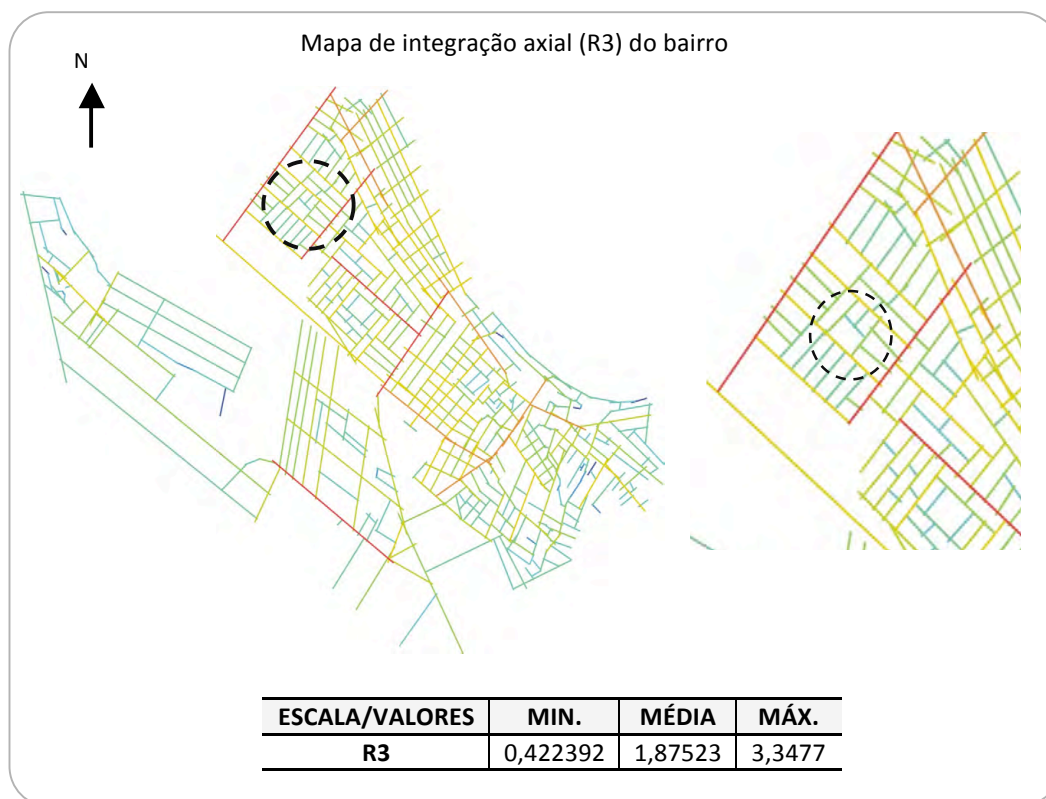 Mapa de integração axial (R3) do bairro
N
ESCALA/VALORES MIN. MÉDIA MÁX.
R3 0,422392 1,87523 3,3477